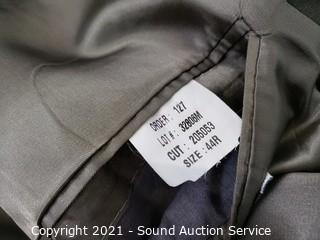 ORDER: 127
LOT #: 32808M
CUT: 205053
SIZE: 44R
Copyright 2021 - Sound Auction Service